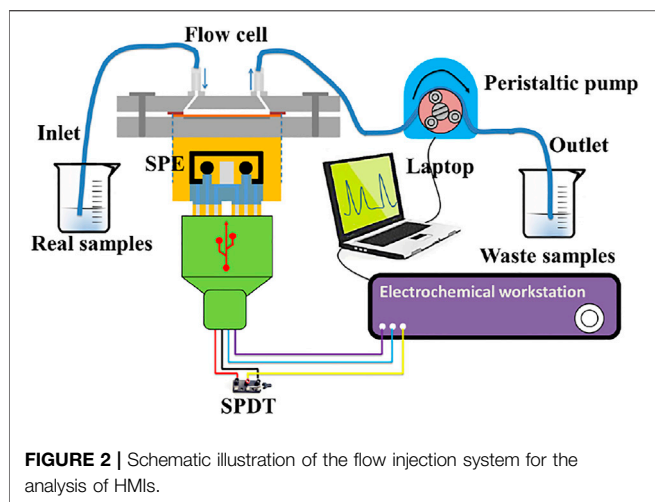 Flow cell
Peristaltic pump
Inlet
Outlet
SPE
Laptop
Real samples
Waste samples
Electrochemical workstation
SPDT
FIGURE 2 | Schematic illustration of the flow injection system for the
analysis of HMIs.